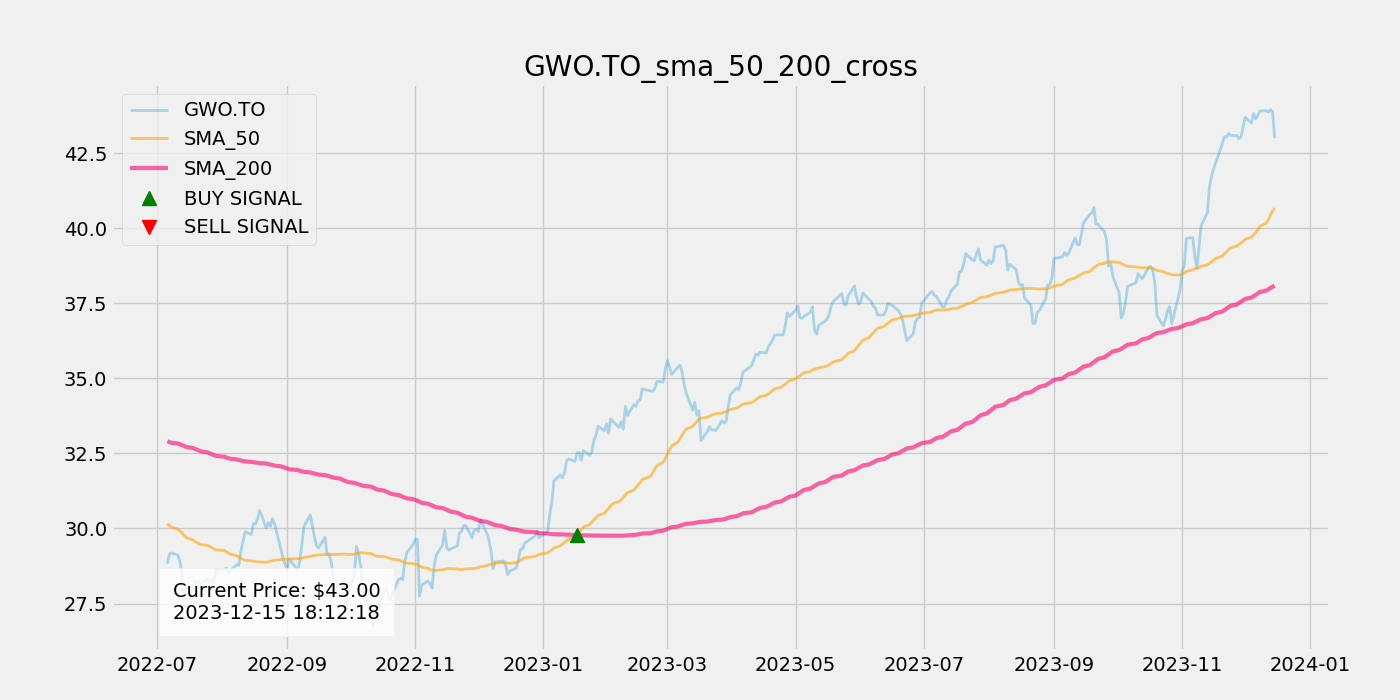 GWO.TO_sma_50_200_cross
GWO.TO
SMA_50
SMA_200
BUY SIGNAL
SELL SIGNAL
42.5
40.0
37.5
35.0
32.5
30.0
27.5
Current Price: $43.00
2023-12-15 18:12:18
2022-07 2022-09 2022-11 2023-01 2023-03 2023-05 2023-07 2023-09 2023-11 2024-01